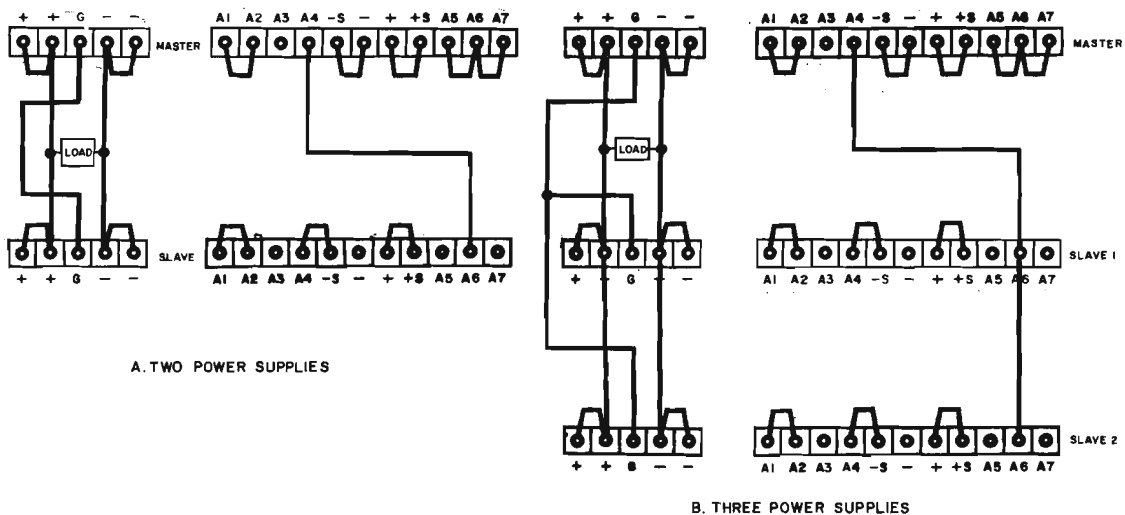 + + G - -
MASTER
A1 A2 A3 A4 -S - + +S A5 A6 A7
LOAD
SLAVE
+ + G - -
A1 A2 A3 A4 -S - + +S A5 A6 A7
A. TWO POWER SUPPLIES
+ + G - -
A1 A2 A3 A4 -S - + +S A5 A6 A7
MASTER
LOAD
SLAVE 1
+ + G - -
A1 A2 A3 A4 -S - + +S A5 A6 A7
SLAVE 2
+ + G - -
A1 A2 A3 A4 -S - + +S A5 A6 A7
B. THREE POWER SUPPLIES